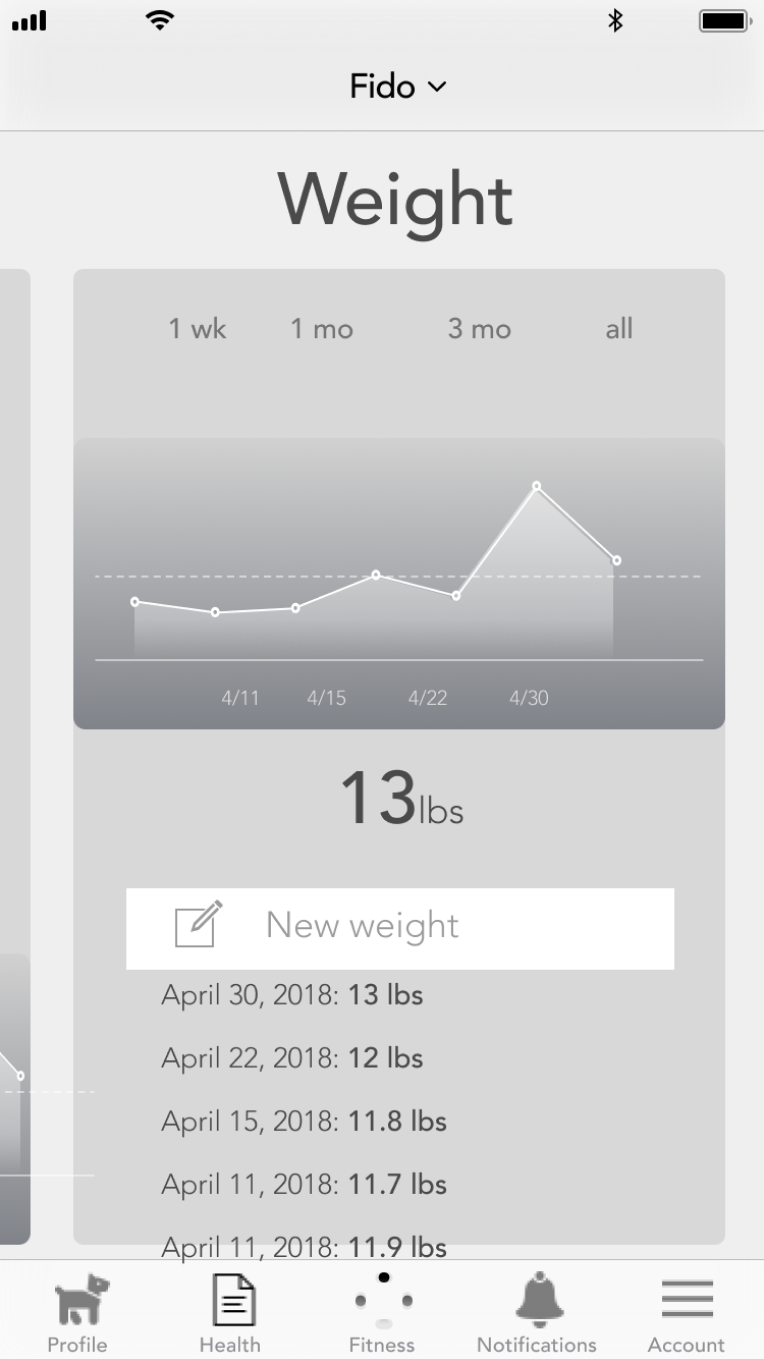 Fido
Weight
1 wk 1 mo 3 mo all
4/11 4/15 4/22 4/30
13lbs
New weight
April 30, 2018: 13 lbs
April 22, 2018: 12 lbs
April 15, 2018: 11.8 lbs
April 11, 2018: 11.7 lbs
April 11, 2018: 11.9 lbs
Profile Health Fitness Notifications Account